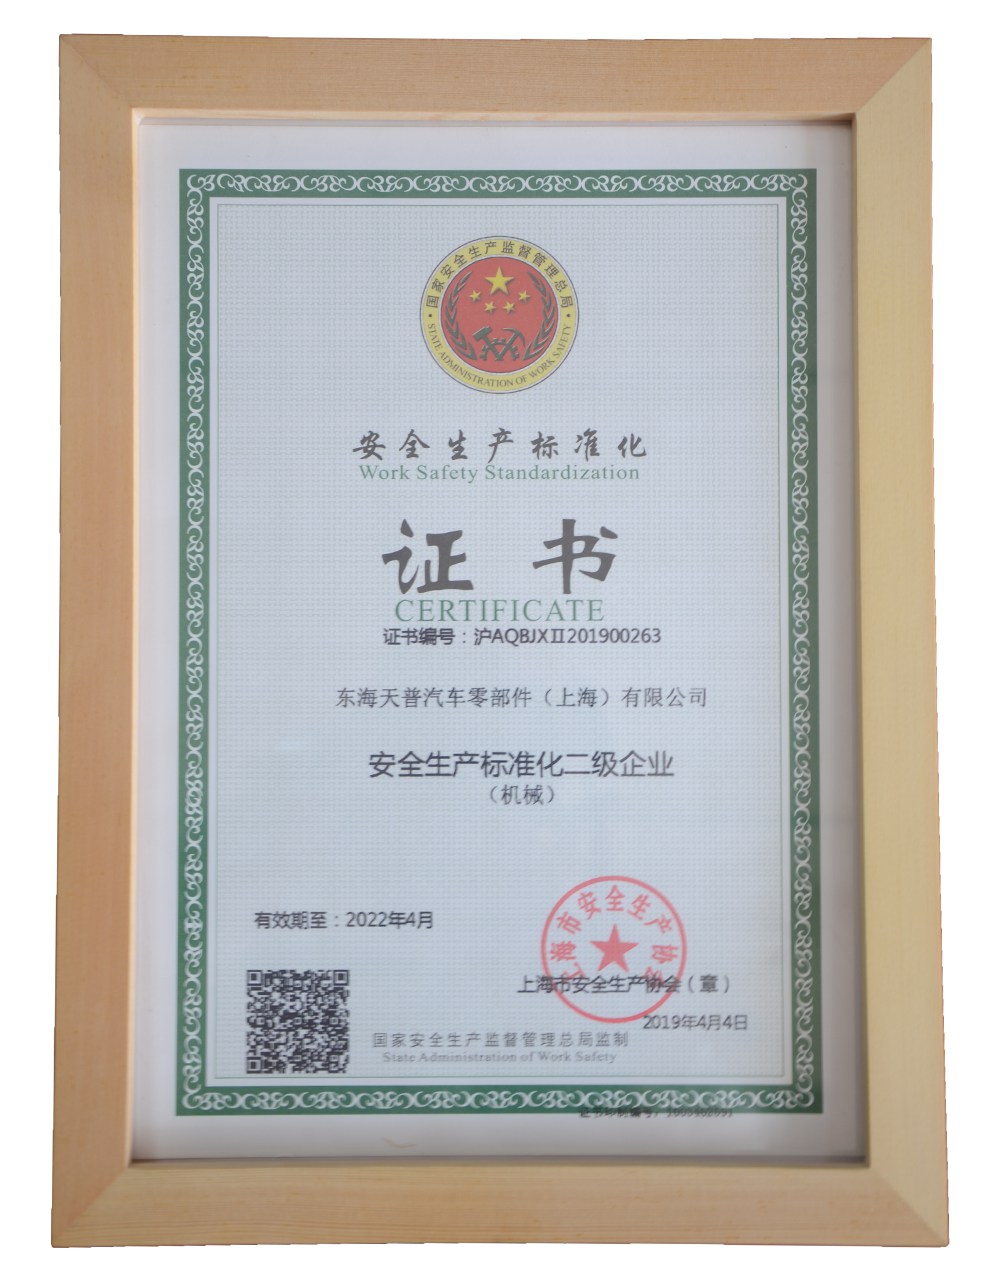 国家安全生产监督管理总局
STATE ADMINISTRATION OF WORK SAFETY
安全生产标准化
Work Safety Standardization
证书
CERTIFICATE
证书编号：沪AQBJXⅡ201900263
东海天普汽车零部件（上海）有限公司
安全生产标准化二级企业
（机械）
有效期至：2022年4月
上海市安全生产协会
上海市安全生产协会（章）
2019年4月4日
国家安全生产监督管理总局监制
State Administration of Work Safety
证书印制编号：